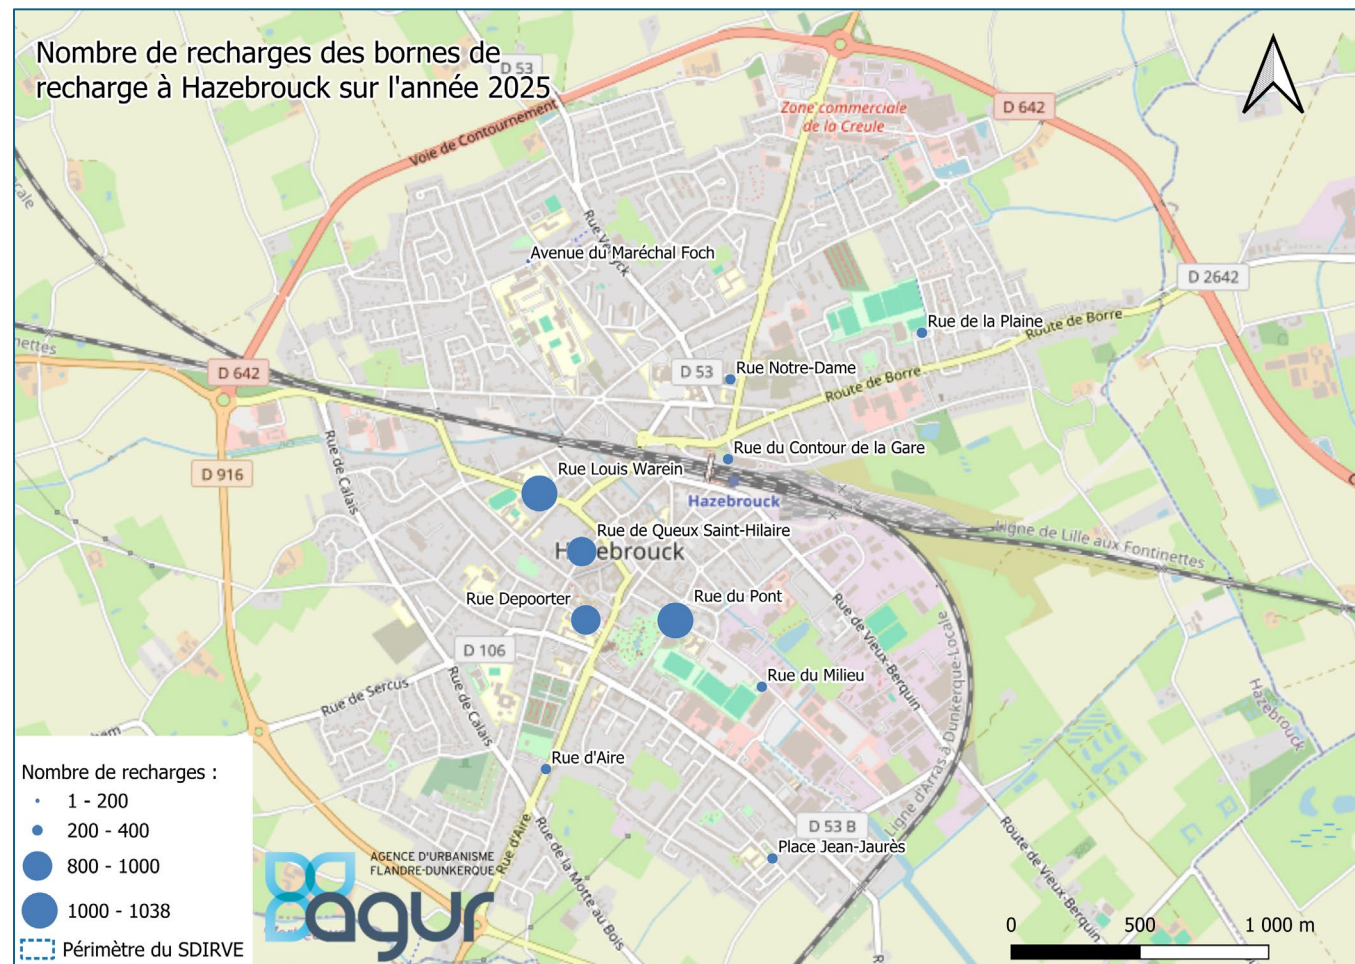 Nombre de recharges des bornes de
recharge à Hazebrouck sur l'année 2025
D 53
Voie de Contournement
Zone commerciale
de la Creule
D 642
Avenue du Maréchal Foch
D 2642
Rue de la Plaine
Route de Borre
D 642
D 53
Rue Notre-Dame
Route de Borre
Rue de Calais
Rue du Contour de la Gare
D 916
Rue Louis Warein
Hazebrouck
Ligne de Lille aux Fontinettes
Rue de Queux Saint-Hilaire
Hazebrouck
Rue Depoorter
Rue du Pont
Rue de Vieux-Berquin
Ligne d'Arras à Dunkerque-Locale
D 106
Rue du Milieu
Rue de Sercus
Rue de Calais
Hazebrouck
Rue d'Aire
Nombre de recharges :
1 - 200
200 - 400
800 - 1000
1000 - 1038
Périmètre du SDIRVE
Rue d'Aire
Rue de la Motte au Bois
D 53 B
Place Jean-Jaurès
Route de Vieux-Berquin
AGENCE D'URBANISME
FLANDRE-DUNKERQUE
agur
0 500 1 000 m